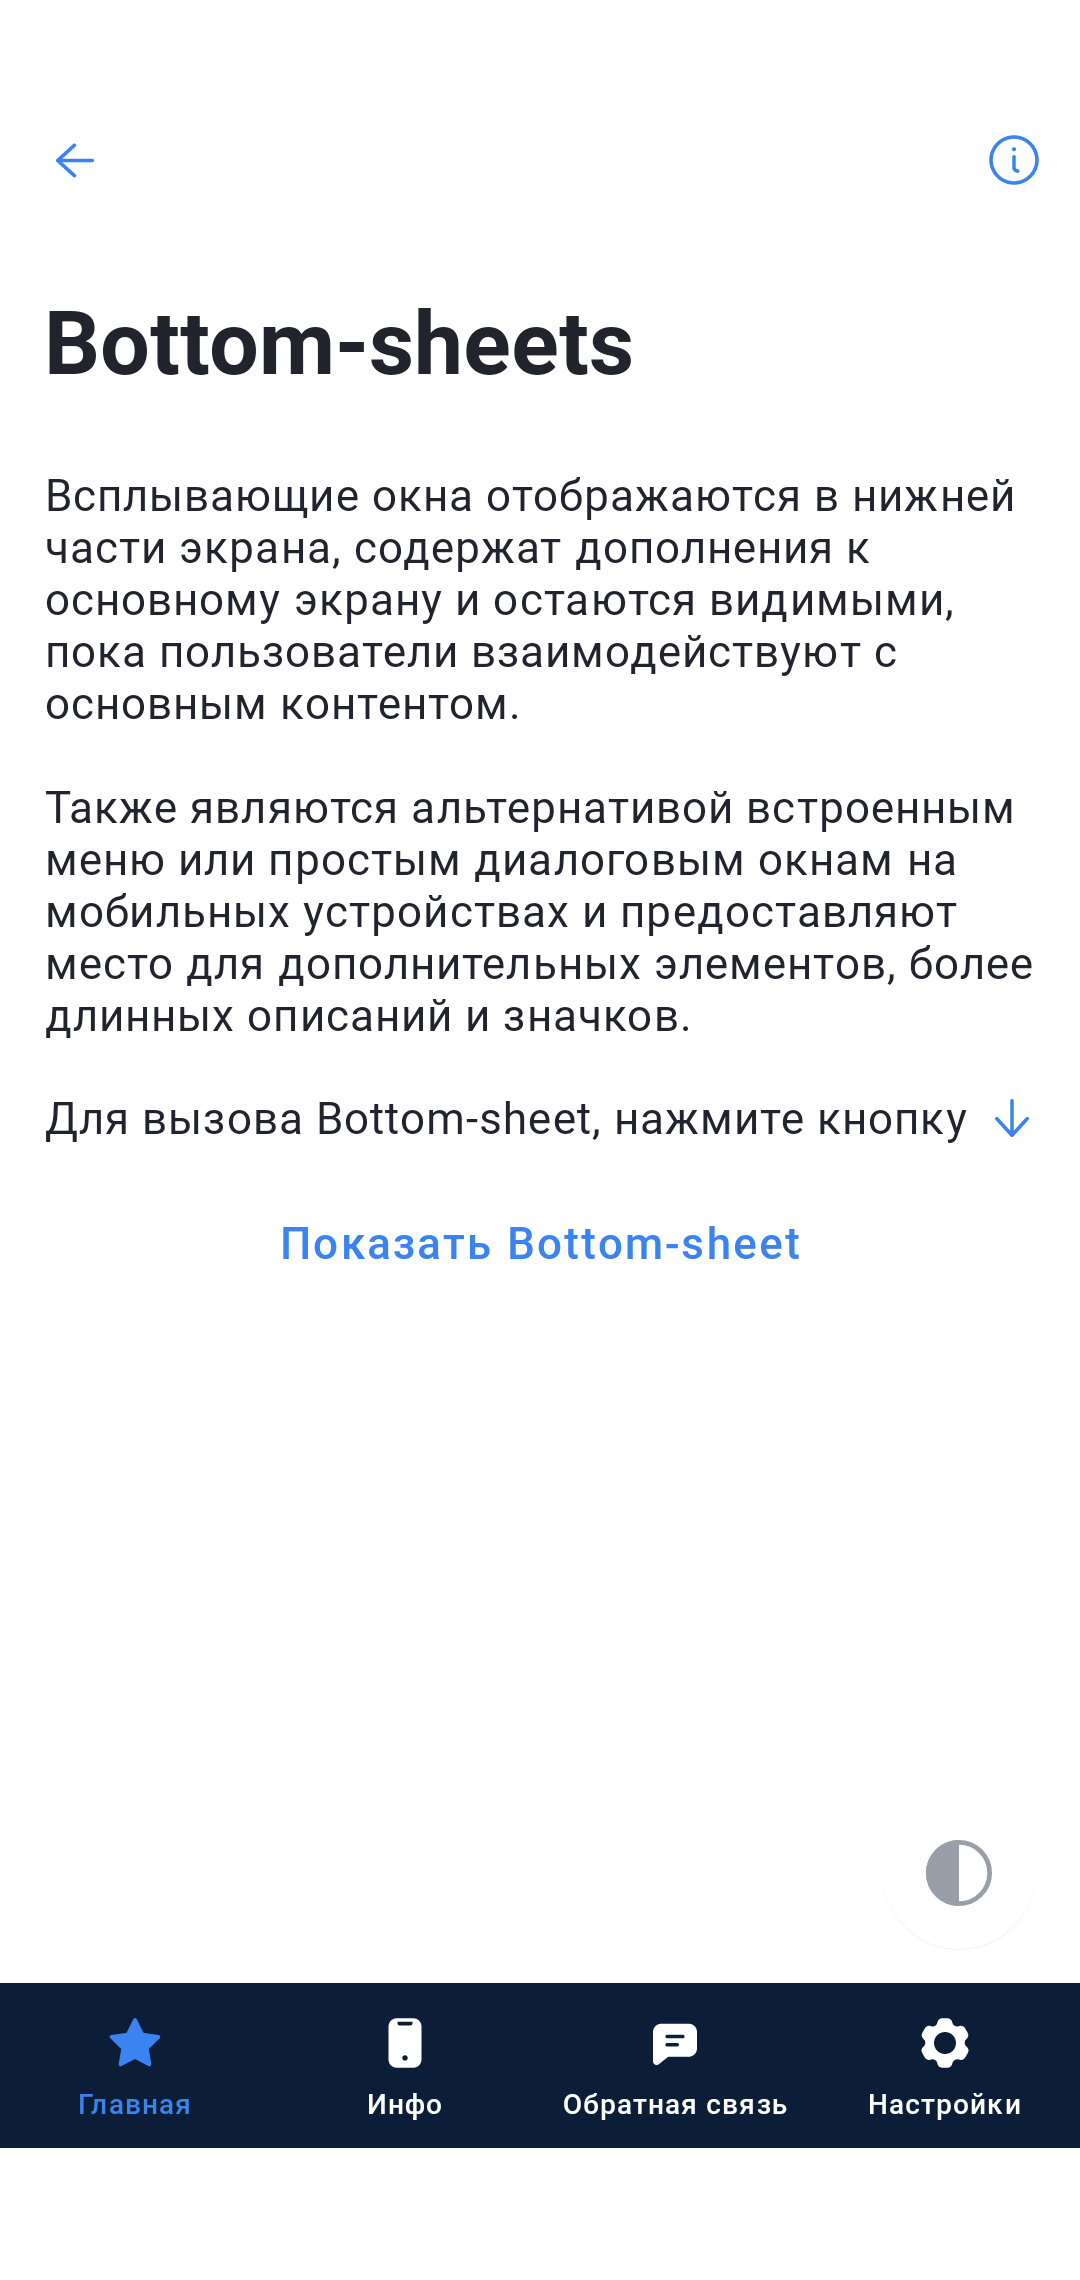 Bottom-sheets
Всплывающие окна отображаются в нижней
части экрана, содержат дополнения к
основному экрану и остаются видимыми,
пока пользователи взаимодействуют с
основным контентом.
Также являются альтернативой встроенным
меню или простым диалоговым окнам на
мобильных устройствах и предоставляют
место для дополнительных элементов, более
длинных описаний и значков.
Для вызова Bottom-sheet, нажмите кнопку
Показать Bottom-sheet
Главная
Инфо
Обратная связь
Настройки